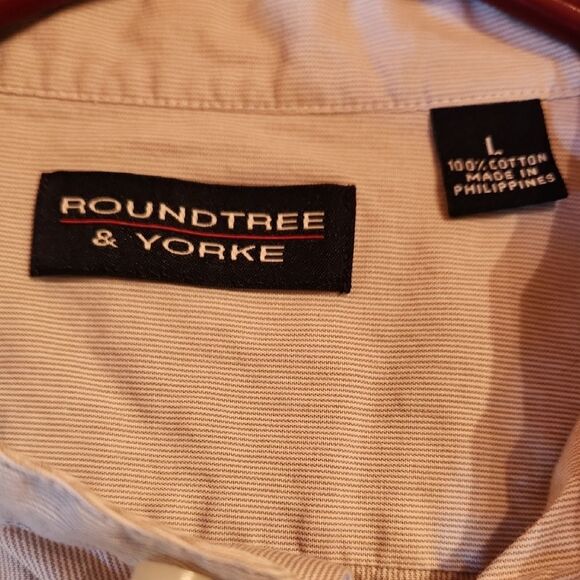 ROUNDTREE
& YORKE
L
100% COTTON
MADE IN
PHILIPPINES